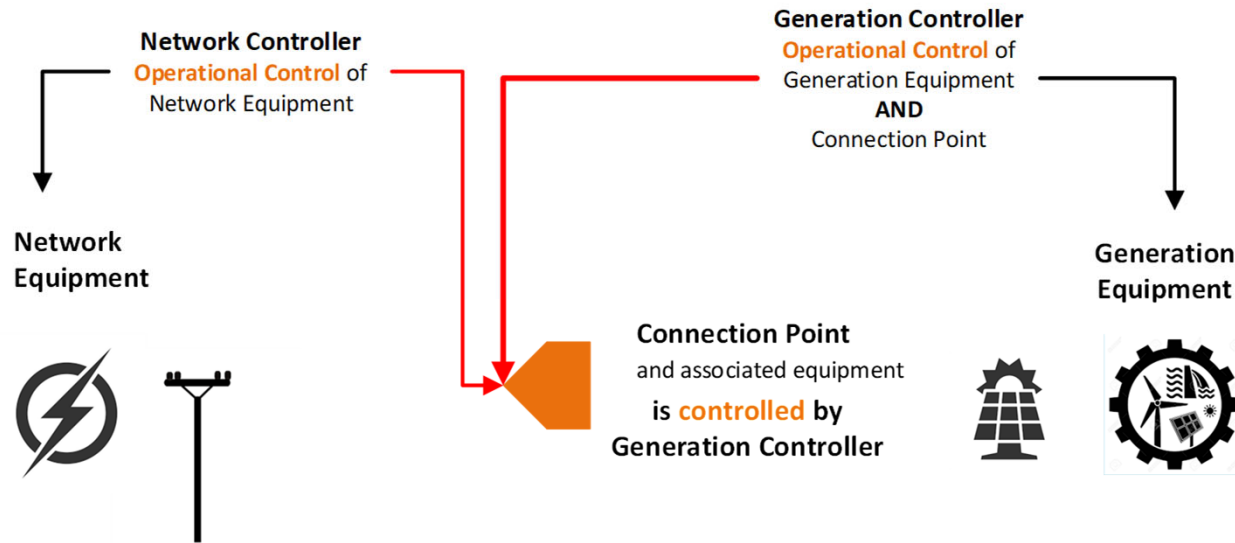 Network Controller
Operational Control of
Network Equipment
Generation Controller
Operational Control of
Generation Equipment
AND
Connection Point
Network
Equipment
Generation
Equipment
Connection Point
and associated equipment
is controlled by
Generation Controller